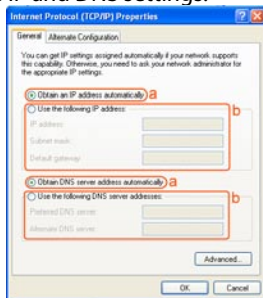 IP and DNS settings.
Internet Protocol (TCP/IP) Properties
General Alternate Configuration
You can get IP settings assigned automatically if your network supports
this capability. Otherwise, you need to ask your network administrator for
the appropriate IP settings.
Obtain an IP address automatically a
Use the following IP address: b
IP address:
Subnet mask:
Default gateway:
Obtain DNS server address automatically a
Use the following DNS server addresses: b
Preferred DNS server:
Alternate DNS server:
Advanced...
OK Cancel